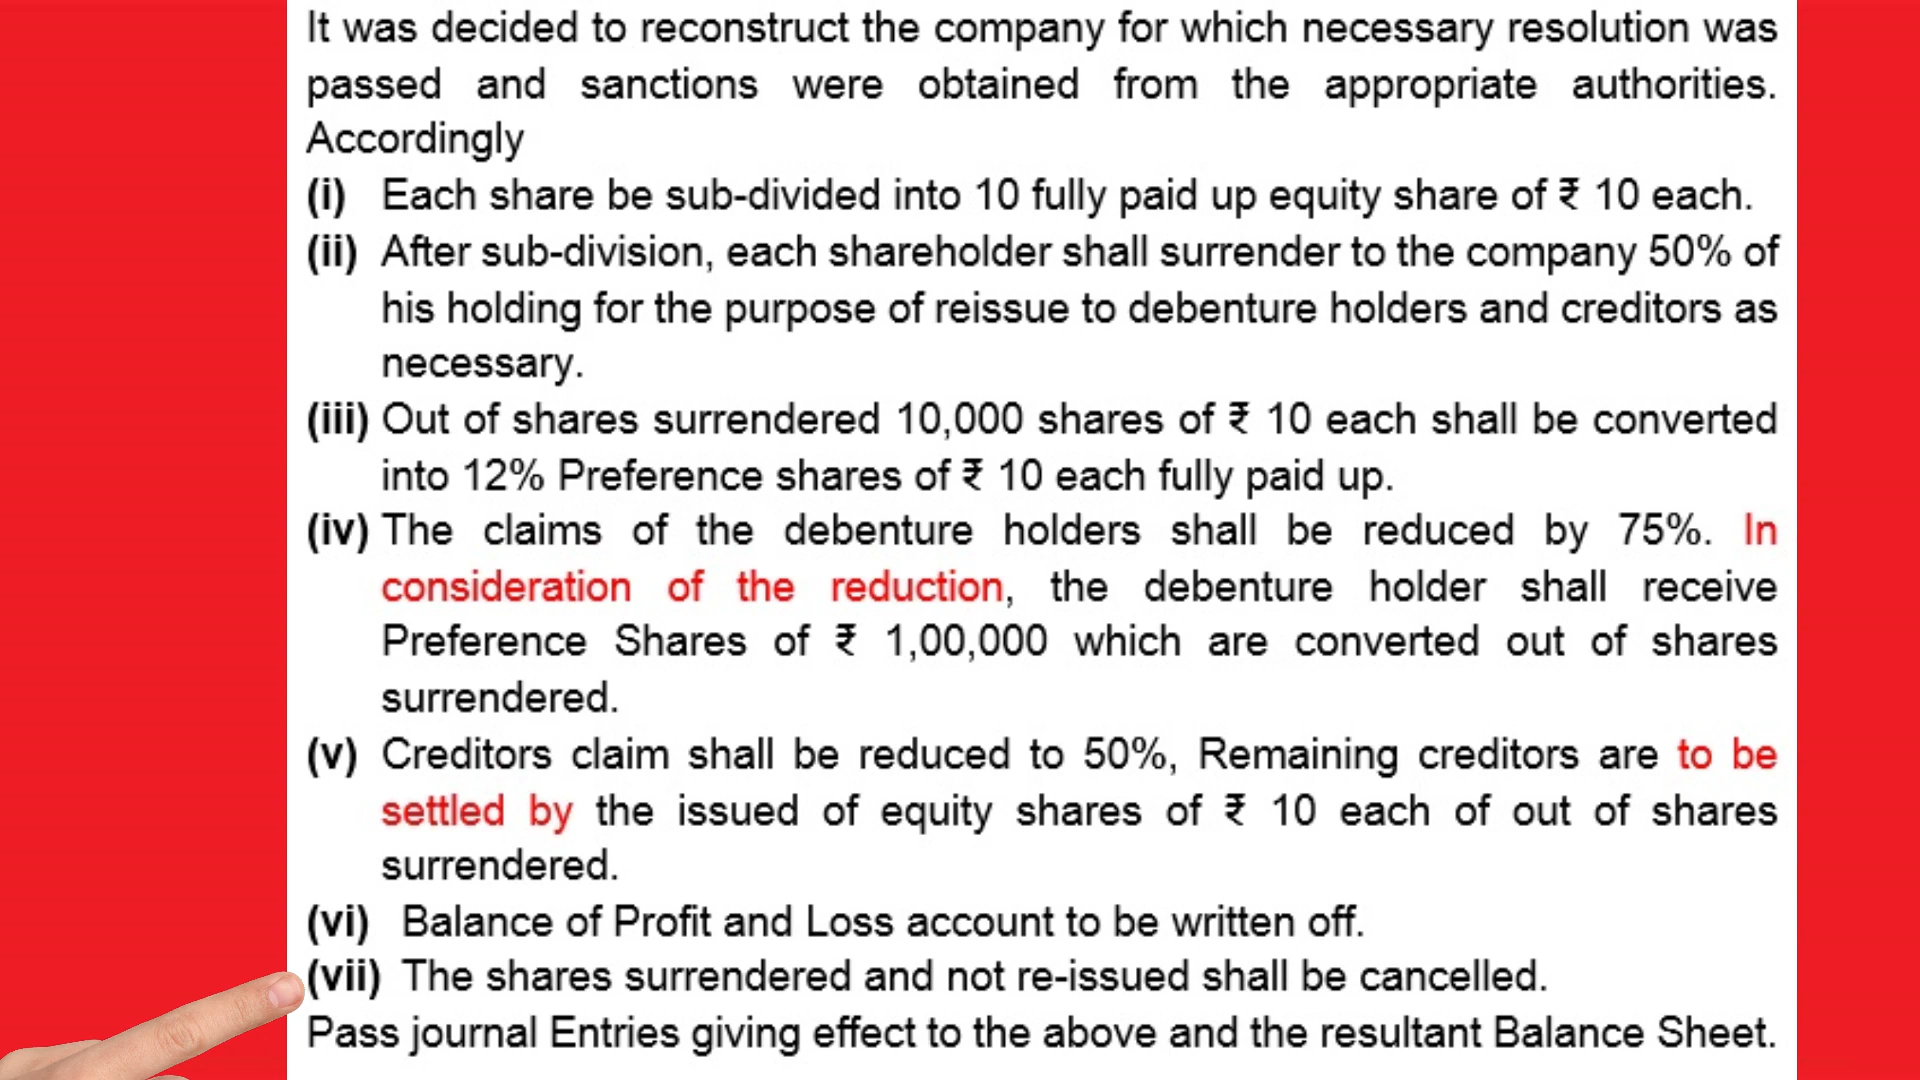 It was decided to reconstruct the company for which necessary resolution was
passed and sanctions were obtained from the appropriate authorities.
Accordingly
(i) Each share be sub-divided into 10 fully paid up equity share of ₹ 10 each.
(ii) After sub-division, each shareholder shall surrender to the company 50% of
his holding for the purpose of reissue to debenture holders and creditors as
necessary.
(iii) Out of shares surrendered 10,000 shares of ₹ 10 each shall be converted
into 12% Preference shares of ₹ 10 each fully paid up.
(iv) The claims of the debenture holders shall be reduced by 75%. In
consideration of the reduction, the debenture holder shall receive
Preference Shares of ₹ 1,00,000 which are converted out of shares
surrendered.
(v) Creditors claim shall be reduced to 50%, Remaining creditors are to be
settled by the issued of equity shares of ₹ 10 each of out of shares
surrendered.
(vi) Balance of Profit and Loss account to be written off.
(vii) The shares surrendered and not re-issued shall be cancelled.
Pass journal Entries giving effect to the above and the resultant Balance Sheet.